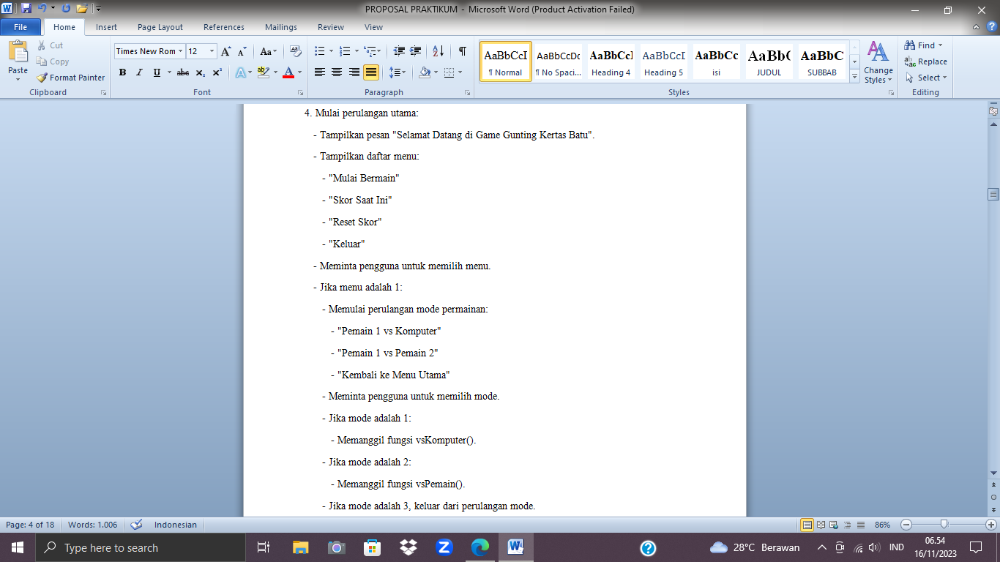 PROPOSAL PRAKTIKUM - Microsoft Word (Product Activation Failed)
File Home Insert Page Layout References Mailings Review View
Paste
Cut
Copy
Format Painter
Clipboard
Times New Rom 12
Font
Paragraph
AaBbCcI AaBbCcDc AaBbCcI AaBbCcI AaBbCc AaBb( AaBbC
¶ Normal ¶ No Spaci... Heading 4 Heading 5 isi JUDUL SUBBAB
Change Styles
Styles
Find
Replace
Select
Editing
4. Mulai perulangan utama:
- Tampilkan pesan "Selamat Datang di Game Gunting Kertas Batu".
- Tampilkan daftar menu:
- "Mulai Bermain"
- "Skor Saat Ini"
- "Reset Skor"
- "Keluar"
- Meminta pengguna untuk memilih menu.
- Jika menu adalah 1:
- Memulai perulangan mode permainan:
- "Pemain 1 vs Komputer"
- "Pemain 1 vs Pemain 2"
- "Kembali ke Menu Utama"
- Meminta pengguna untuk memilih mode.
- Jika mode adalah 1:
- Memanggil fungsi vsKomputer().
- Jika mode adalah 2:
- Memanggil fungsi vsPemain().
- Jika mode adalah 3, keluar dari perulangan mode.
Page: 4 of 18 Words: 1.006 Indonesian 86%
Type here to search
28°C Berawan
IND
06.54
16/11/2023